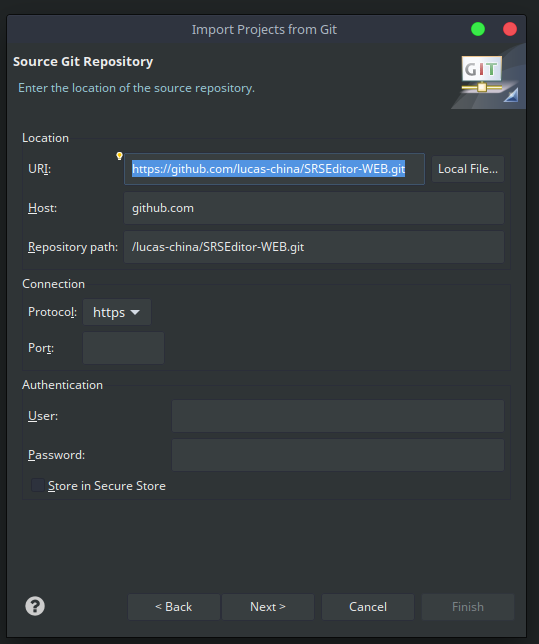 Import Projects from Git
Source Git Repository
GIT
Enter the location of the source repository.
Location
URI: https://github.com/lucas-china/SRSEditor-WEB.git Local File...
Host: github.com
Repository path: /lucas-china/SRSEditor-WEB.git
Connection
Protocol: https
Port:
Authentication
User:
Password:
Store in Secure Store
? < Back Next > Cancel Finish